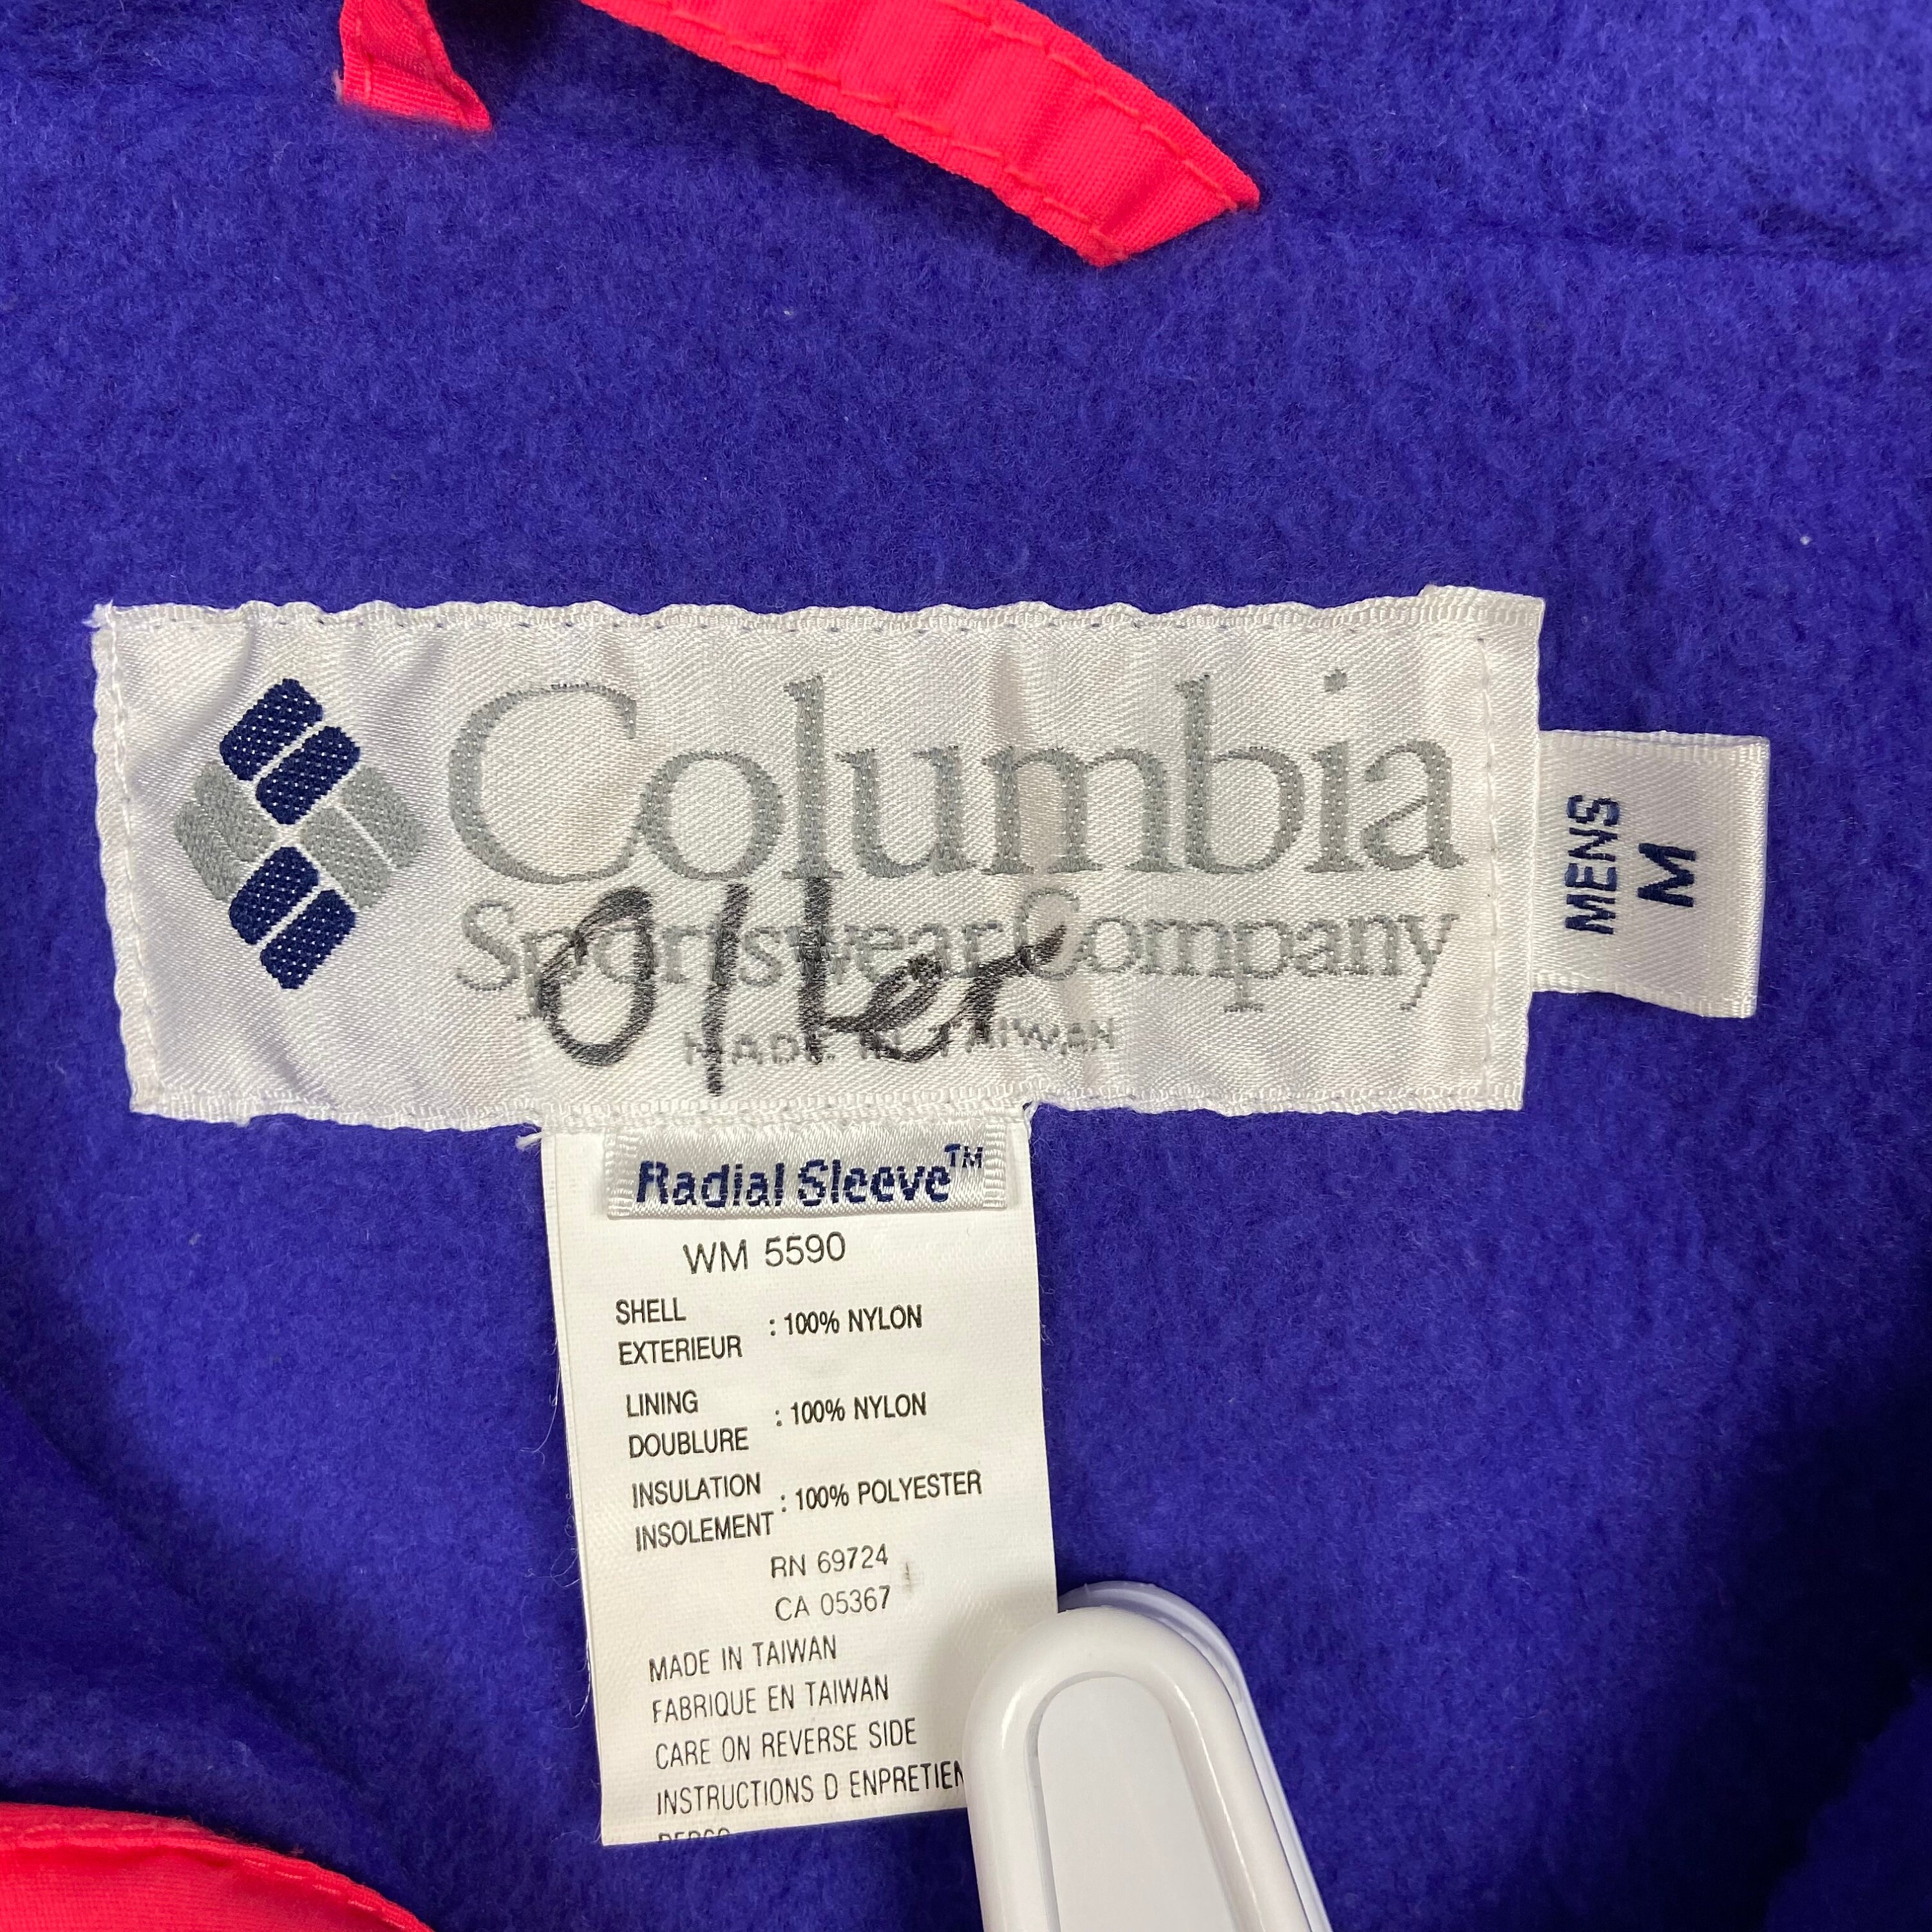 Columbia
Sportswear Company
MADE IN TAIWAN
MENS
M
Radial Sleeve™
WM 5590
SHELL
EXTERIEUR : 100% NYLON
LINING
DOUBLURE : 100% NYLON
INSULATION
INSOLEMENT : 100% POLYESTER
RN 69724
CA 05367
MADE IN TAIWAN
FABRIQUE EN TAIWAN
CARE ON REVERSE SIDE
INSTRUCTIONS D ENPRETIEN